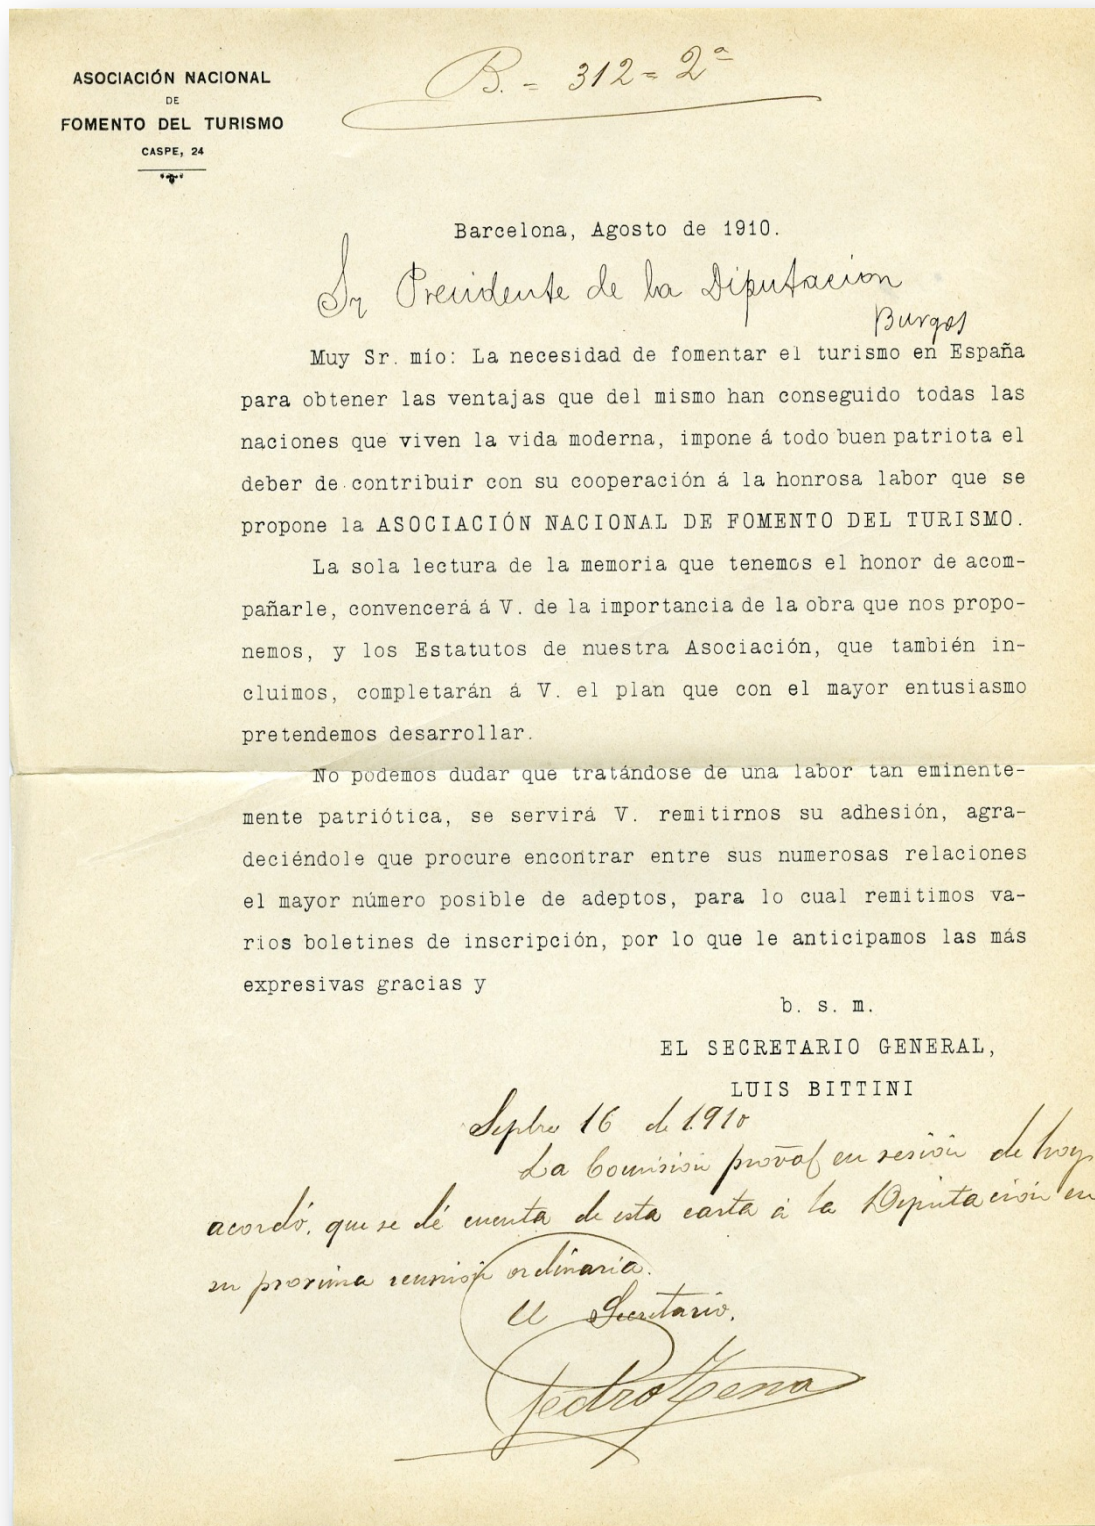 B. = 312 = 2ª
ASOCIACIÓN NACIONAL
DE
FOMENTO DEL TURISMO
CASPE, 24
Barcelona, Agosto de 1910.
Sr Presidente de la Diputacion
Burgos
Muy Sr. mío: La necesidad de fomentar el turismo en España
para obtener las ventajas que del mismo han conseguido todas las
naciones que viven la vida moderna, impone á todo buen patriota el
deber de contribuir con su cooperación á la honrosa labor que se
propone la ASOCIACIÓN NACIONAL DE FOMENTO DEL TURISMO.
La sola lectura de la memoria que tenemos el honor de acom-
pañarle, convencerá á V. de la importancia de la obra que nos propo-
nemos, y los Estatutos de nuestra Asociación, que también in-
cluimos, completarán á V. el plan que con el mayor entusiasmo
pretendemos desarrollar.
No podemos dudar que tratándose de una labor tan eminente-
mente patriótica, se servirá V. remitirnos su adhesión, agra-
deciéndole que procure encontrar entre sus numerosas relaciones
el mayor número posible de adeptos, para lo cual remitimos va-
rios boletines de inscripción, por lo que le anticipamos las más
expresivas gracias y
b. s. m.
EL SECRETARIO GENERAL,
LUIS BITTINI
Sepbre 16 de 1910
La Comisión proval en sesión de hoy
acordó, que se dé cuenta de esta carta á la Diputación en
su proxima reunión ordinaria.
El Secretario.
Pedro Tena